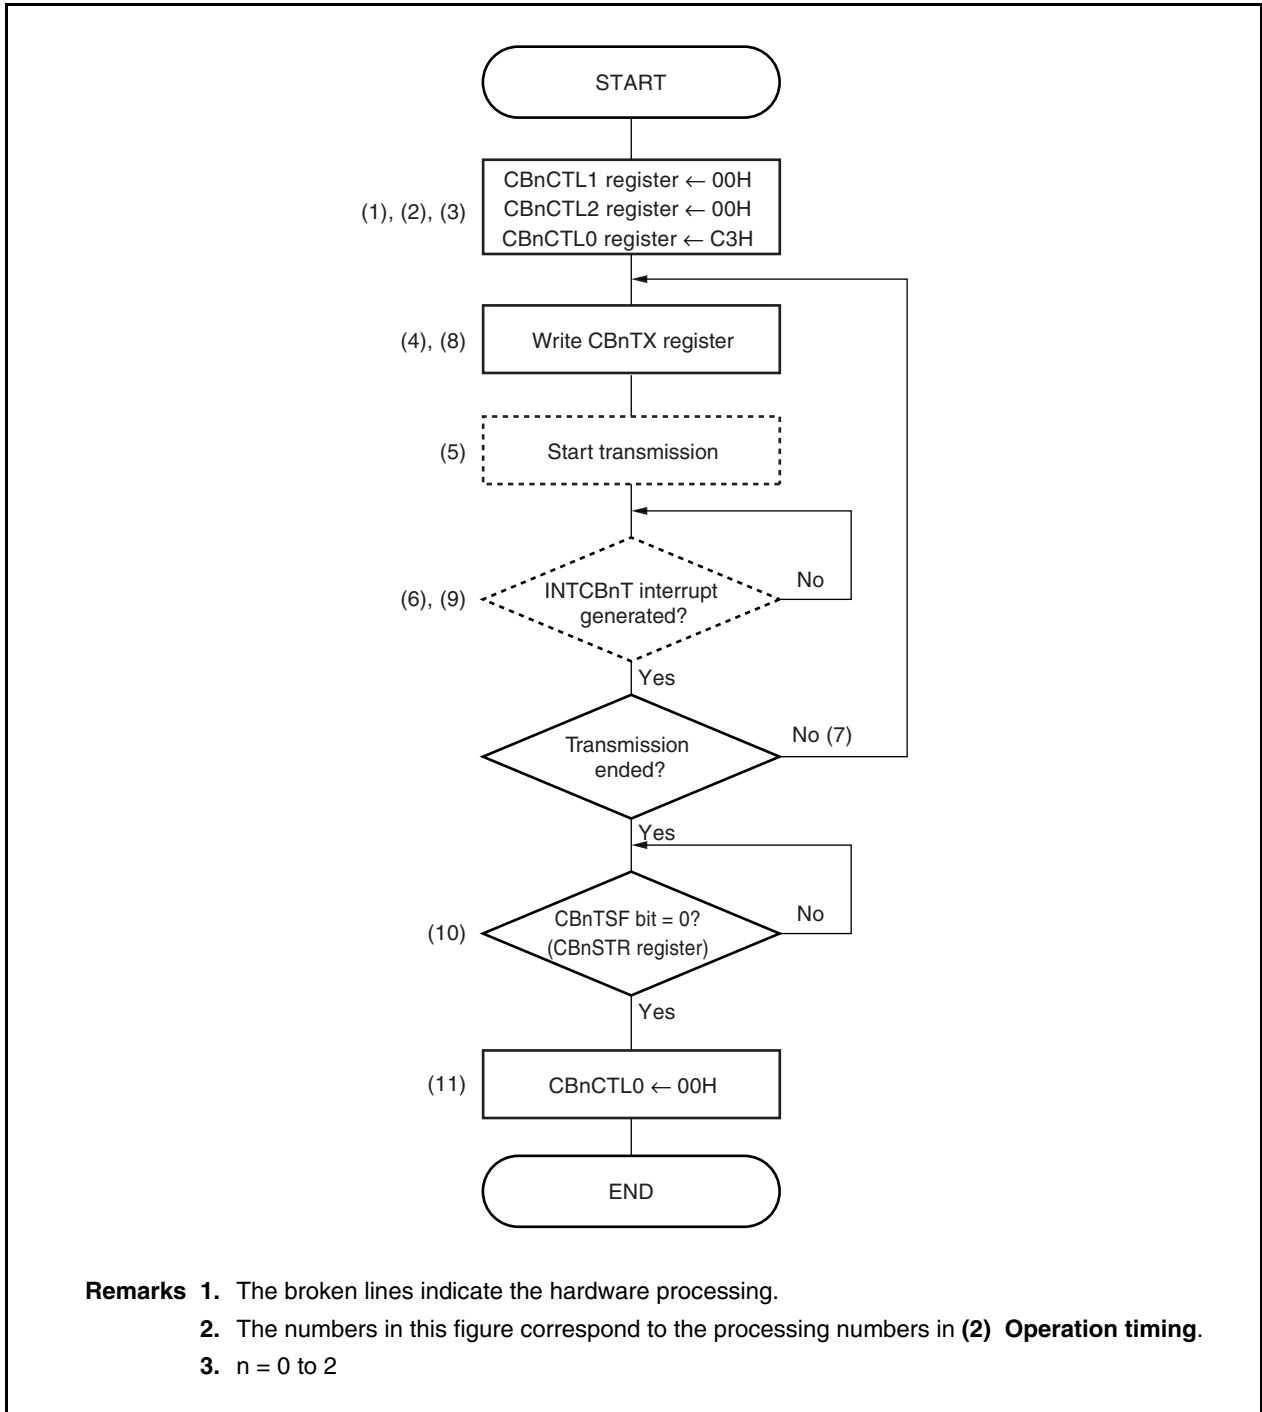 START
CBnCTL1 register ← 00H
CBnCTL2 register ← 00H
(1), (2), (3)
CBnCTL0 register ← C3H
(4), (8)
Write CBnTX register
(5)
Start transmission
(6), (9)
INTCBnT interrupt
generated?
No
Yes
Transmission
ended?
No (7)
Yes
(10)
CBnTSF bit = 0?
(CBnSTR register)
No
Yes
(11)
CBnCTL0 ← 00H
END
Remarks 1. The broken lines indicate the hardware processing.
2. The numbers in this figure correspond to the processing numbers in (2) Operation timing.
3. n = 0 to 2